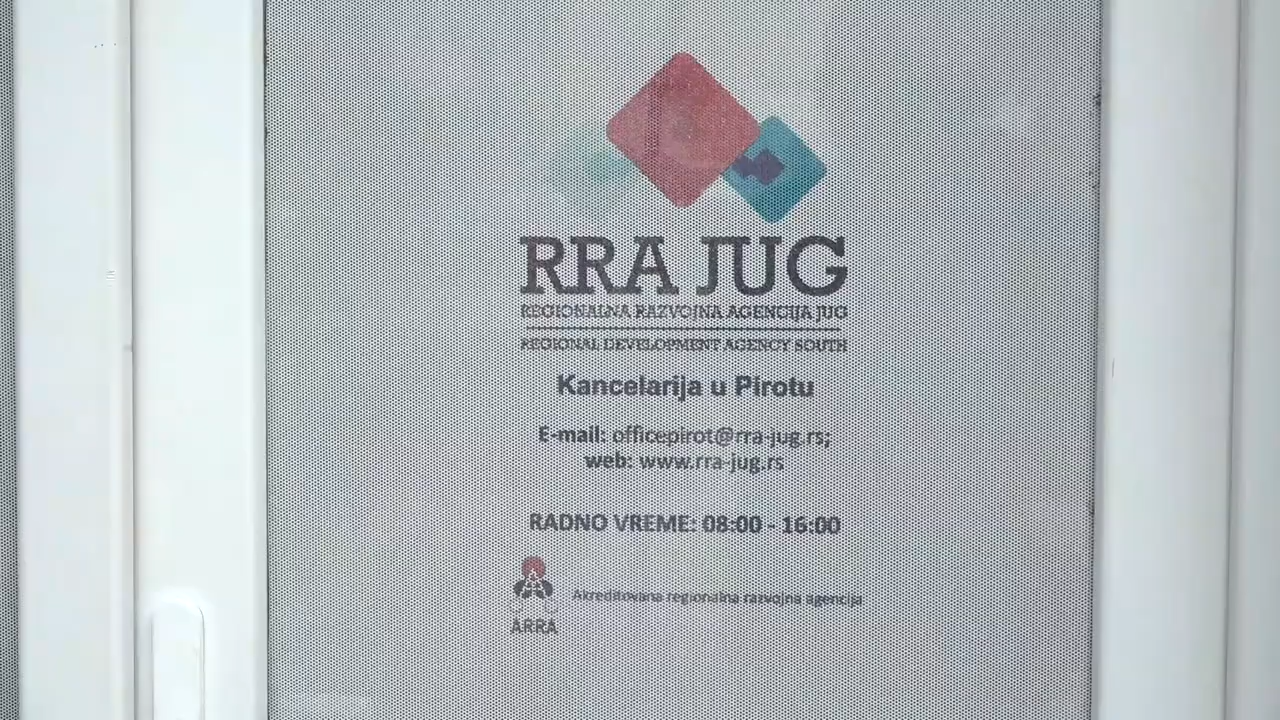 RRA JUG
REGIONALNA RAZVOJNA AGENCIJA JUG
REGIONAL DEVELOPMENT AGENCY SOUTH
Kancelarija u Pirotu
E-mail: officepirot@rra-jug.rs;
web: www.rra-jug.rs
RADNO VREME: 08:00 - 16:00
Akreditovana regionalna razvojna agencija
ARRA